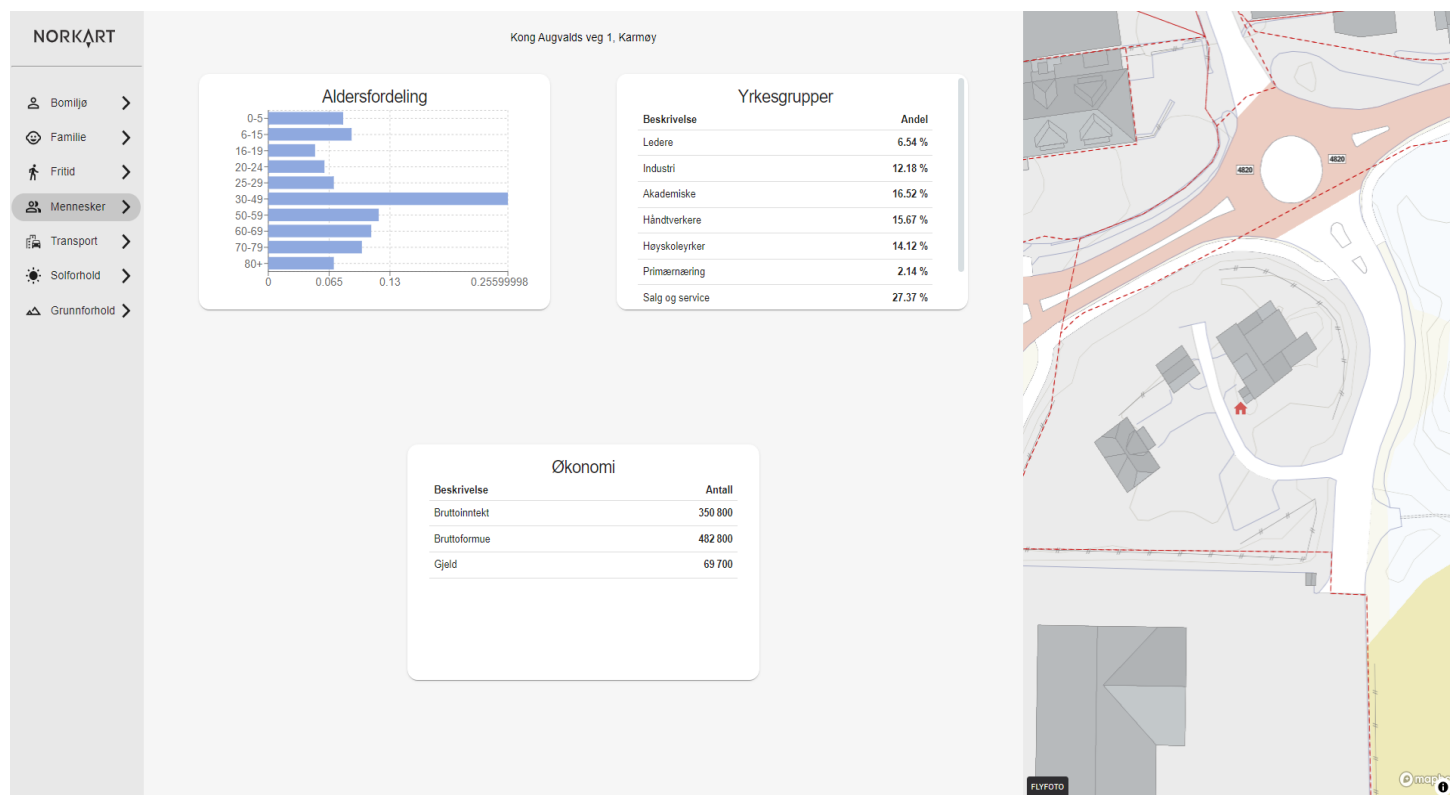 NORKART
Bomiljø
Familie
Fritid
Mennesker
Transport
Solforhold
Grunnforhold
Kong Augvalds veg 1, Karmøy
Aldersfordeling
0-5
6-15
16-19
20-24
25-29
30-49
50-59
60-69
70-79
80+
0 0.065 0.13 0.25599998
Yrkesgrupper
Beskrivelse Andel
Ledere 6.54 %
Industri 12.18 %
Akademiske 16.52 %
Håndtverkere 15.67 %
Høyskoleyrker 14.12 %
Primærnæring 2.14 %
Salg og service 27.37 %
Økonomi
Beskrivelse Antall
Bruttoinntekt 350 800
Bruttoformue 482 800
Gjeld 69 700
4820
4820
FLYFOTO